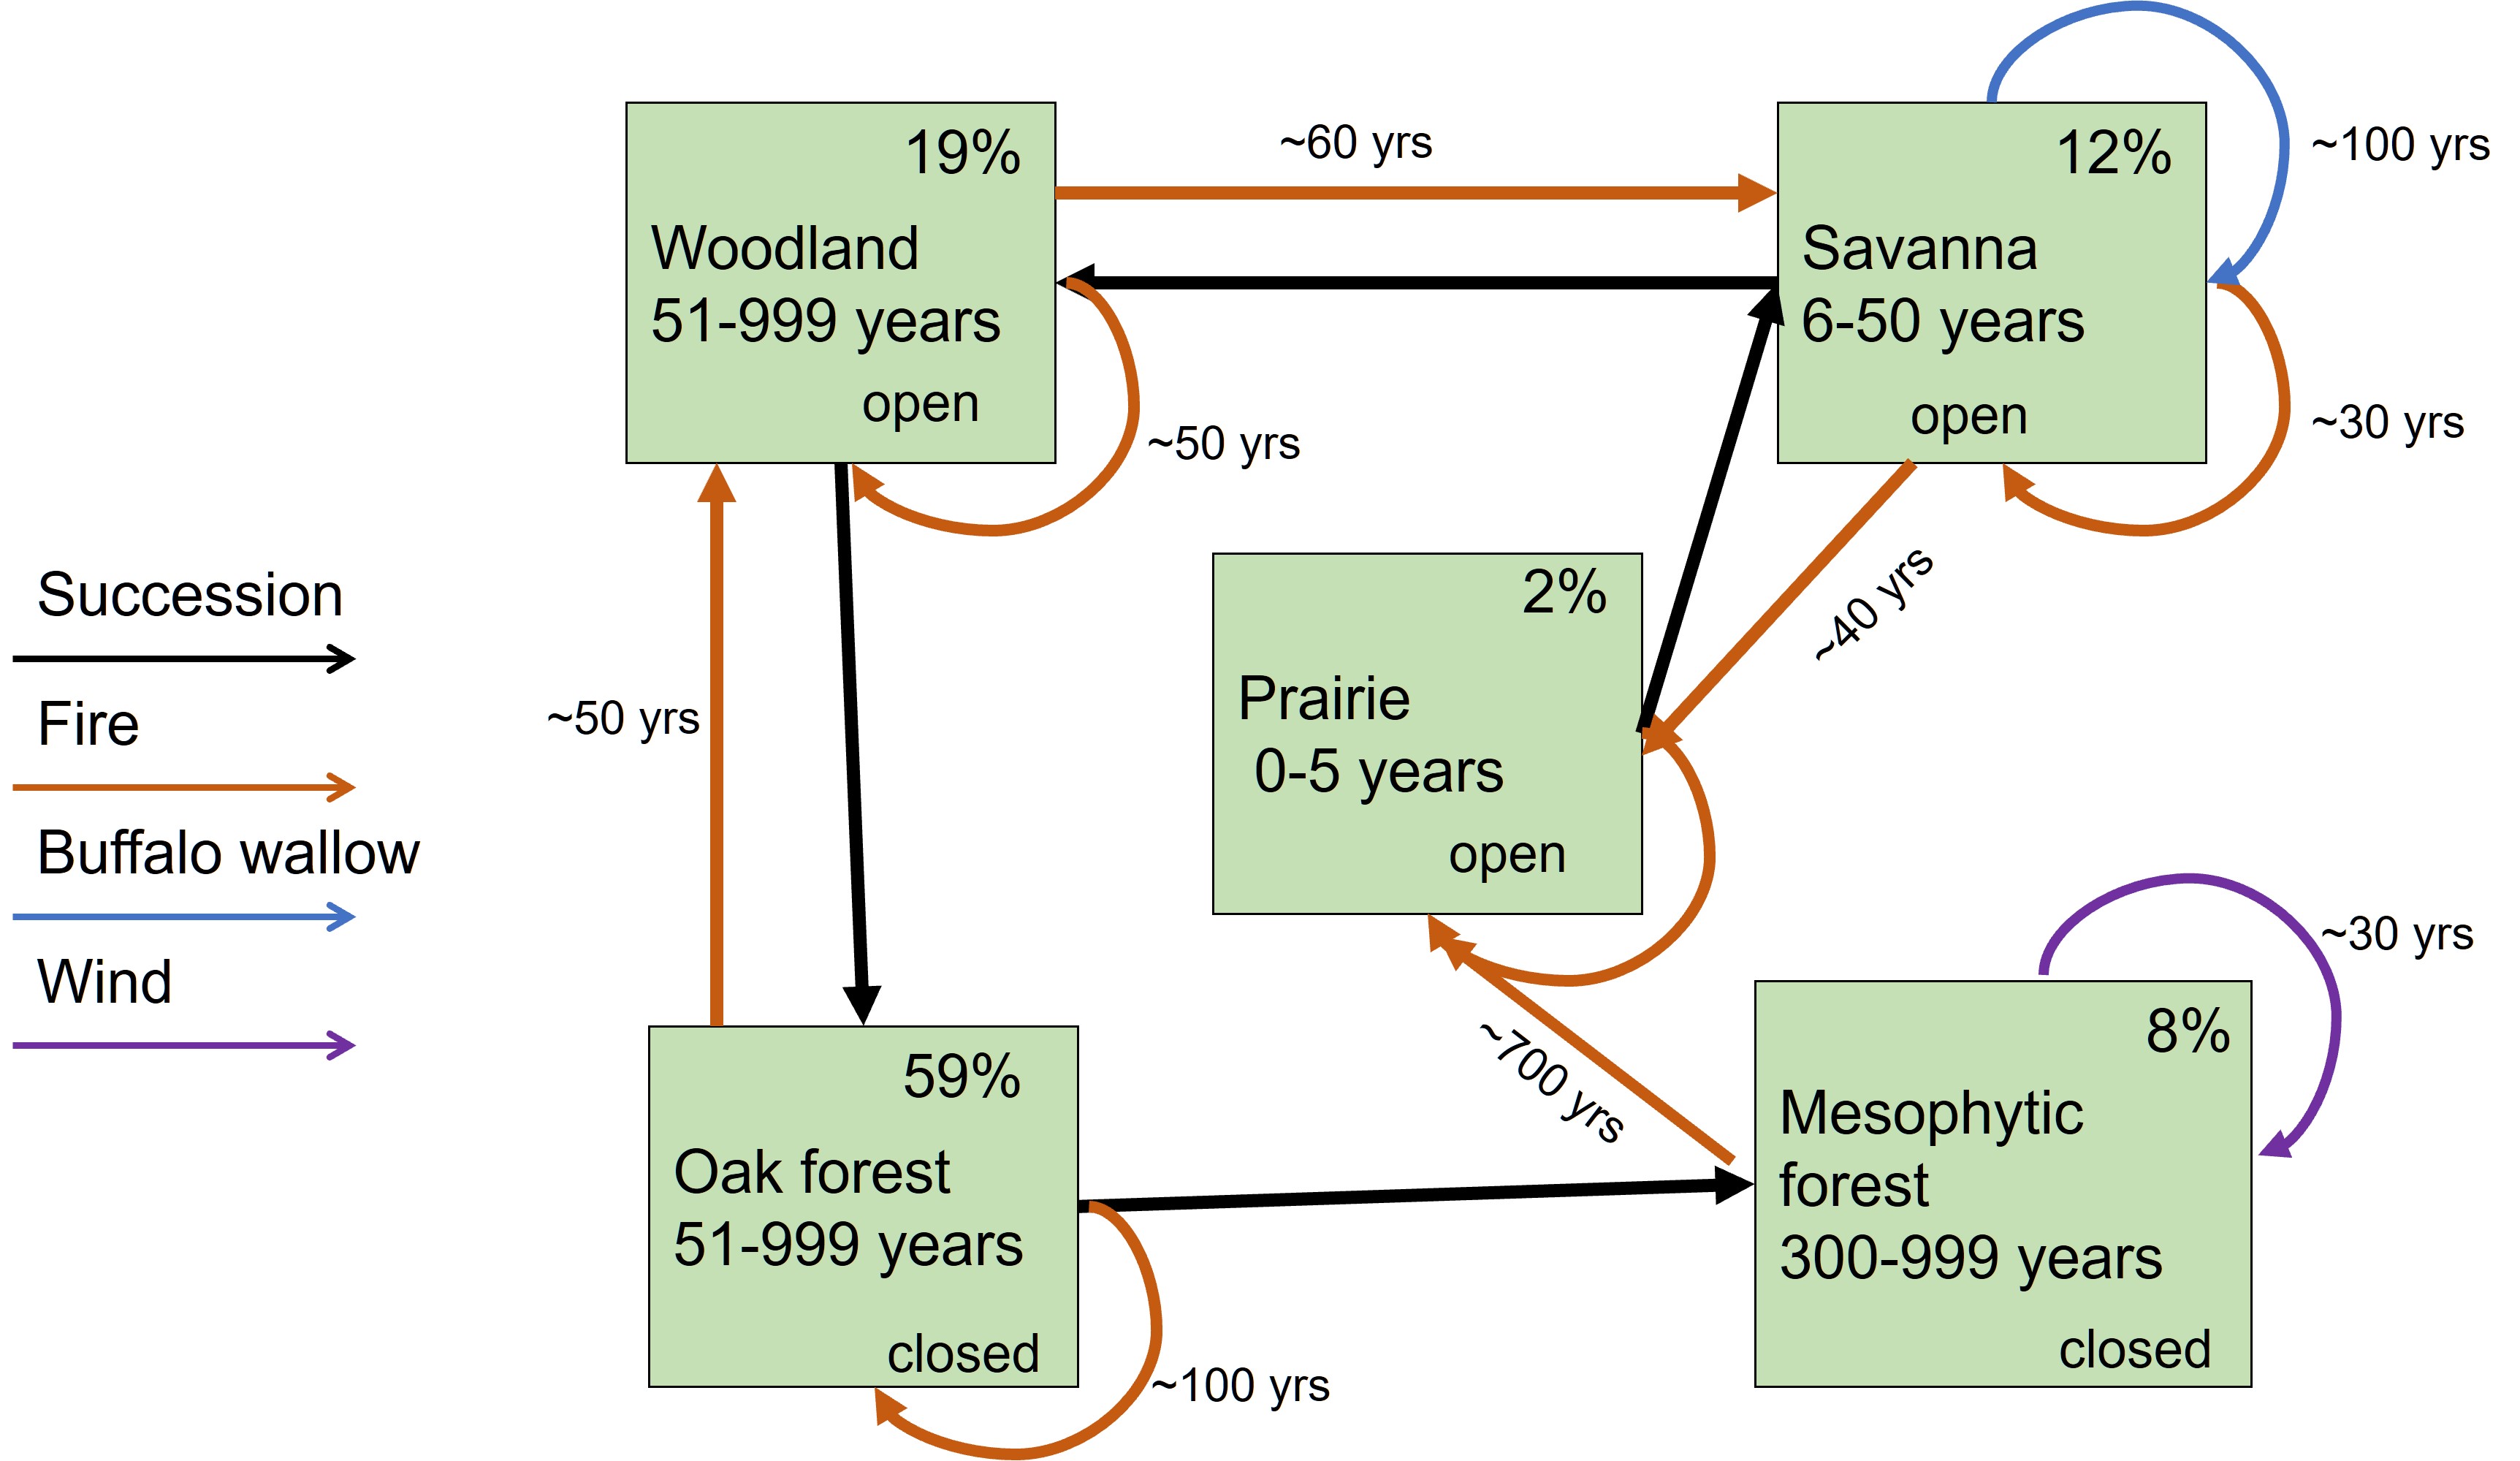 ~100 yrs
19%
~60 yrs
12%
Woodland
51-999 years
open
Savanna
6-50 years
open
~50 yrs
~30 yrs
Succession
Fire
Buffalo wallow
Wind
~50 yrs
2%
Prairie
0-5 years
open
~40 yrs
~30 yrs
~700 yrs
59%
Oak forest
51-999 years
closed
~100 yrs
8%
Mesophytic
forest
300-999 years
closed